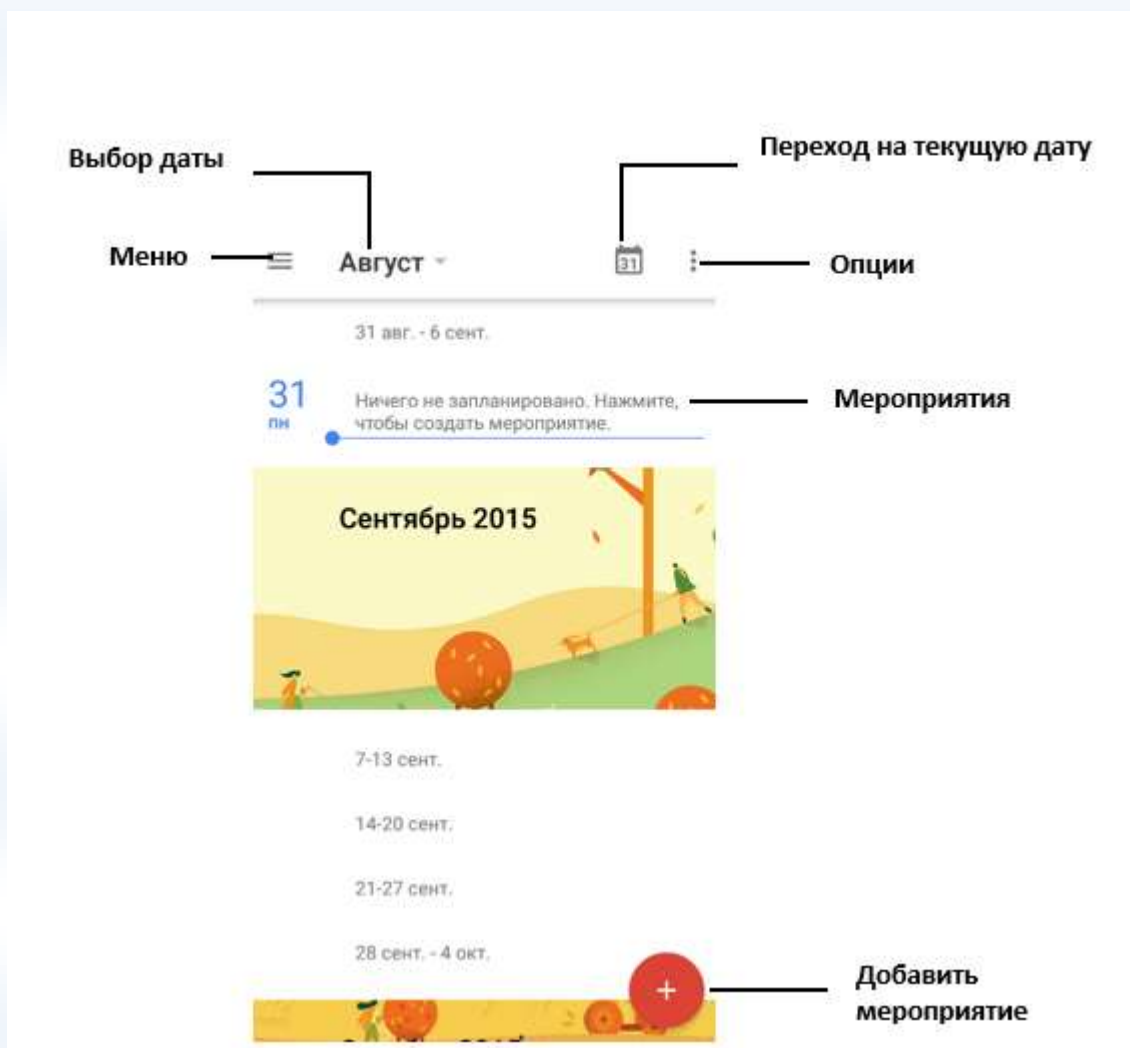 Выбор даты
Переход на текущую дату
Меню
Август
31
Опции
31 авг. - 6 сент.
31
пн
Ничего не запланировано. Нажмите,
чтобы создать мероприятие.
Мероприятия
Сентябрь 2015
7-13 сент.
14-20 сент.
21-27 сент.
28 сент. - 4 окт.
+
Добавить
мероприятие